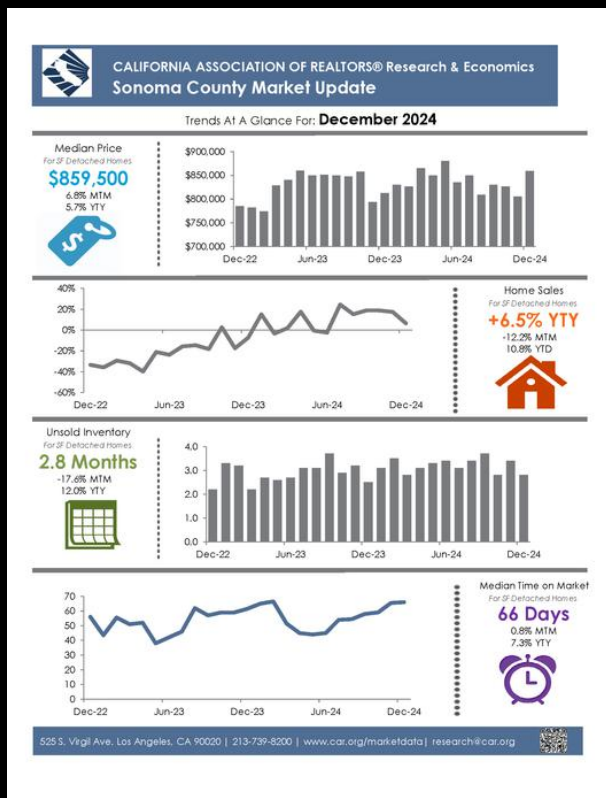 CALIFORNIA ASSOCIATION OF REALTORS® Research & Economics
Sonoma County Market Update
Trends At A Glance For: December 2024
Median Price
For SF Detached Homes
$859,500
6.8% MTM
5.7% YTY
$900,000
$850,000
$800,000
$750,000
$700,000
Dec-22 Jun-23 Dec-23 Jun-24 Dec-24
40%
20%
0%
-20%
-40%
-60%
Dec-22 Jun-23 Dec-23 Jun-24 Dec-24
Home Sales
For SF Detached Homes
+6.5% YTY
-12.2% MTM
10.8% YTD
Unsold Inventory
For SF Detached Homes
2.8 Months
-17.6% MTM
12.0% YTY
4.0
3.0
2.0
1.0
0.0
Dec-22 Jun-23 Dec-23 Jun-24 Dec-24
70
60
50
40
30
20
10
0
Dec-22 Jun-23 Dec-23 Jun-24 Dec-24
Median Time on Market
For SF Detached Homes
66 Days
0.8% MTM
7.3% YTY
525 S. Virgil Ave. Los Angeles, CA 90020 | 213-739-8200 | www.car.org/marketdata| research@car.org